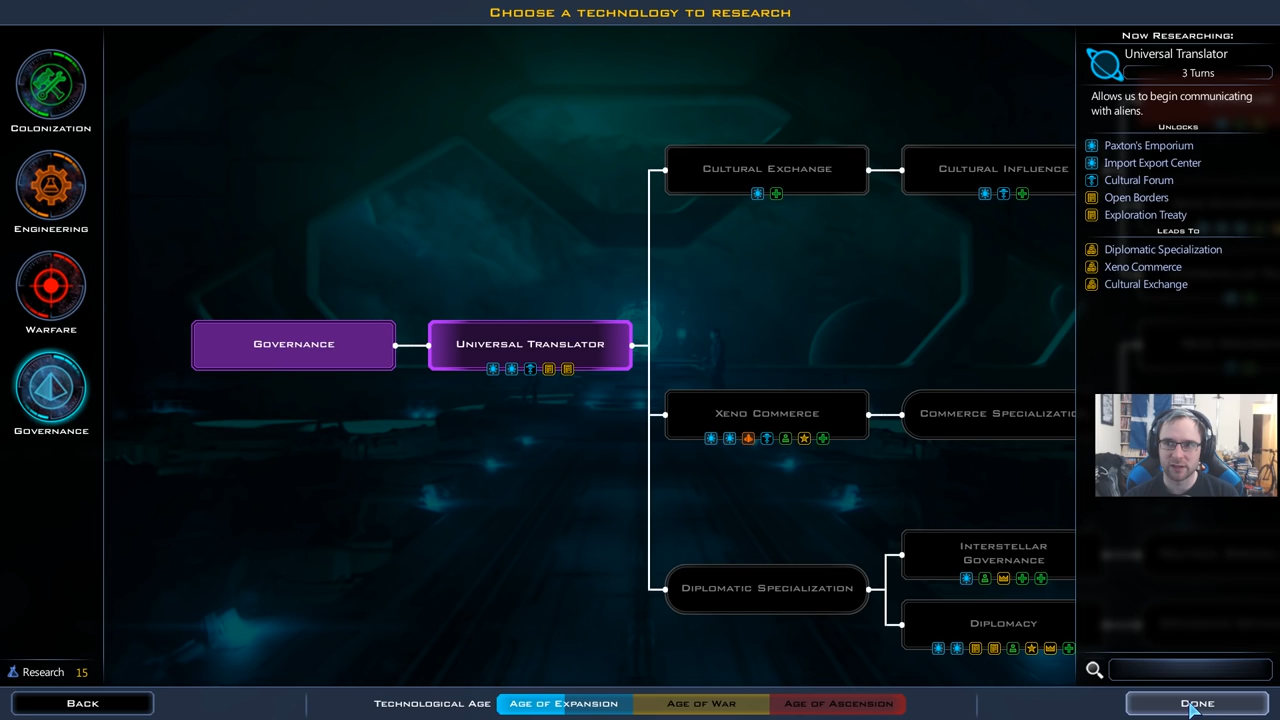 Choose a technology to research
Colonization
Engineering
Warfare
Governance
Research 15
Governance
Universal Translator
Cultural Exchange
Cultural Influence
Xeno Commerce
Diplomatic Specialization
Interstellar
Governance
Diplomacy
Now Researching:
Universal Translator
3 Turns
Allows us to begin communicating
with aliens.
Unlocks
Paxton's Emporium
Import Export Center
Cultural Forum
Open Borders
Exploration Treaty
Leads To
Diplomatic Specialization
Xeno Commerce
Cultural Exchange
Back
Technological Age
Age of Expansion
Age of War
Age of Ascension
Done